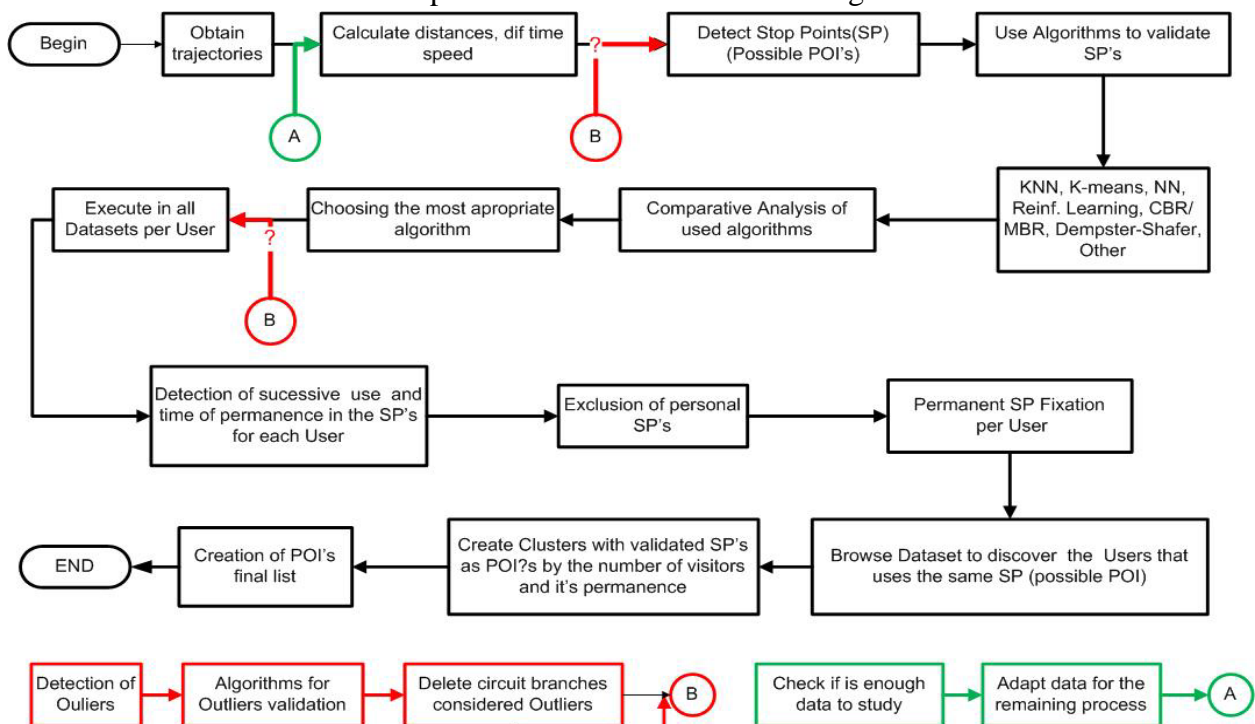 Begin
Obtain
trajectories
Calculate distances, dif time
speed
?
Detect Stop Points(SP)
(Possible POI's)
Use Algorithms to validate
SP's
A
B
Execute in all
Datasets per User
?
Choosing the most apropriate
algorithm
Comparative Analysis of
used algorithms
KNN, K-means, NN,
Reinf. Learning, CBR/
MBR, Dempster-Shafer,
Other
B
Detection of sucessive use and
time of permanence in the SP's
for each User
Exclusion of personal
SP's
Permanent SP Fixation
per User
END
Creation of POI's
final list
Create Clusters with validated SP's
as POI?s by the number of visitors
and it's permanence
Browse Dataset to discover the Users that
uses the same SP (possible POI)
Detection of
Ouliers
Algorithms for
Outliers validation
Delete circuit branches
considered Outliers
B
Check if is enough
data to study
Adapt data for the
remaining process
A